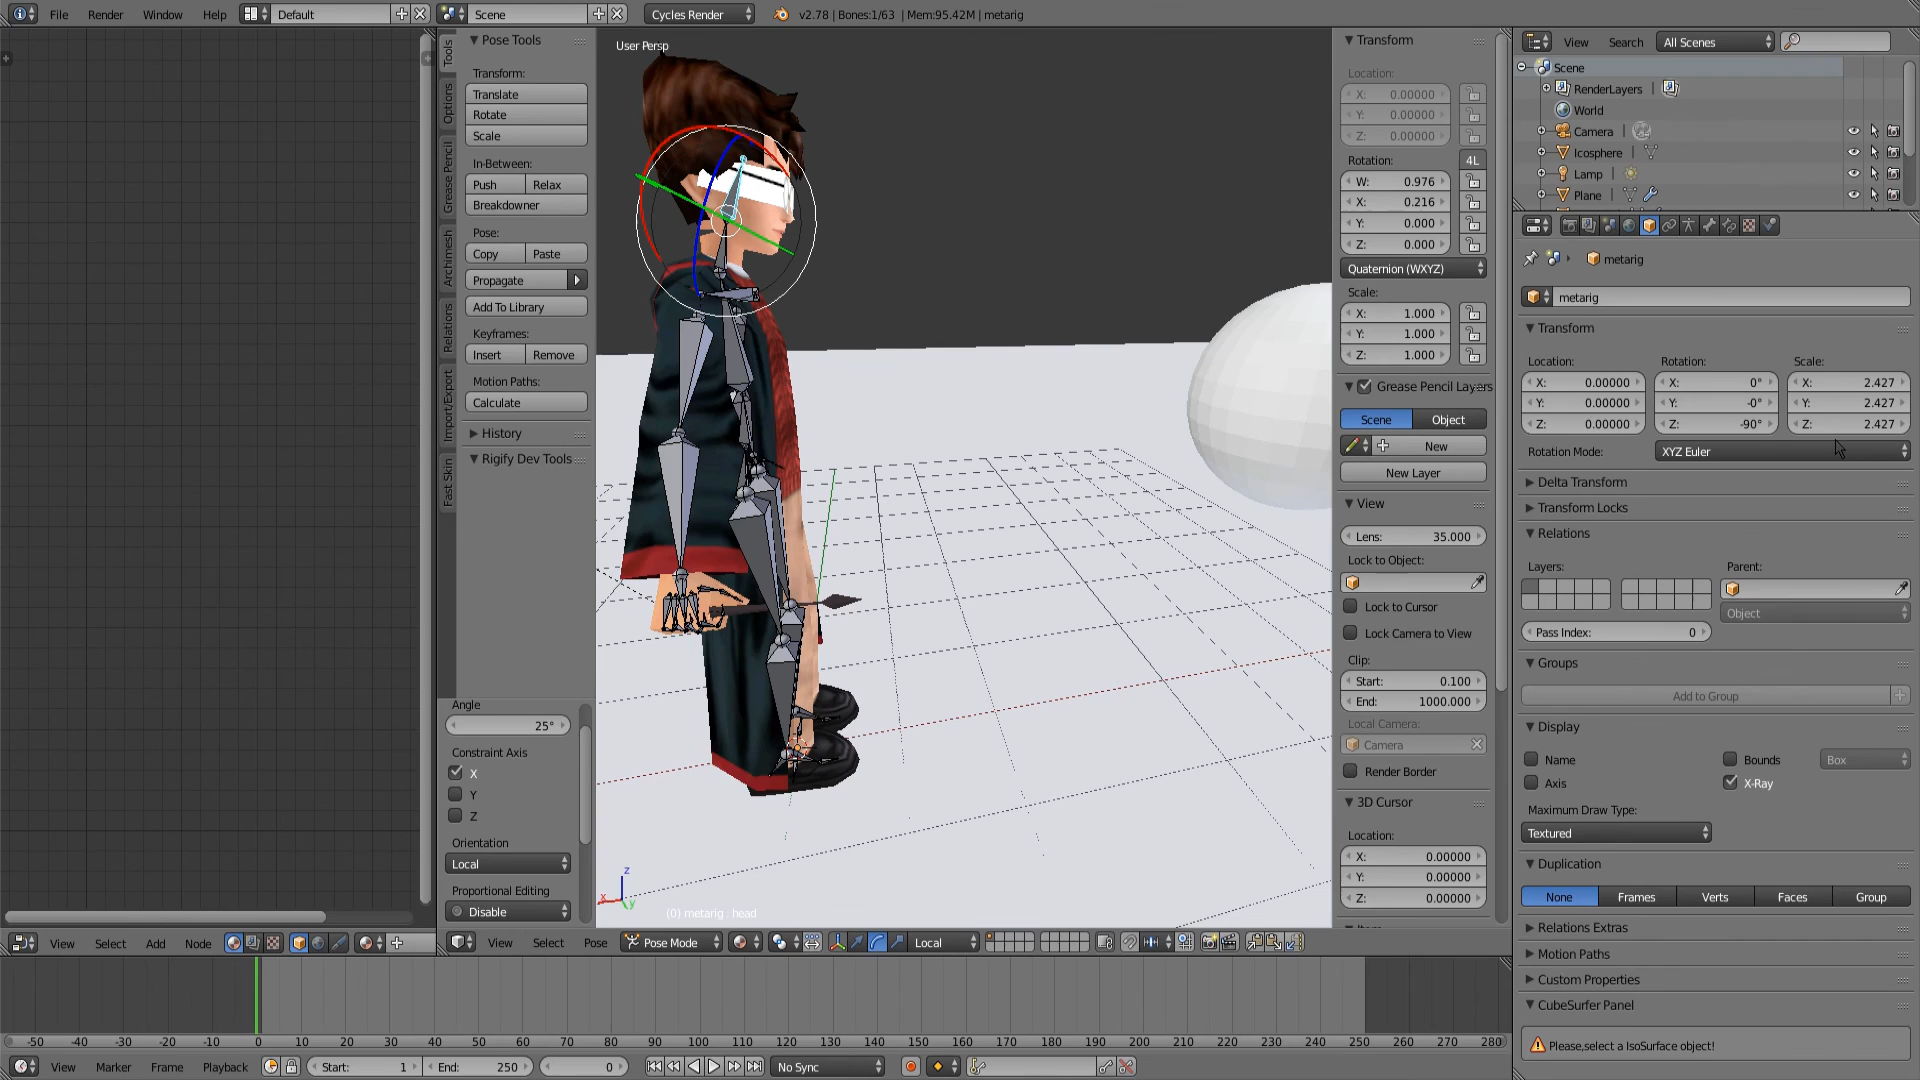 File Render Window Help Default Scene Cycles Render v2.78 | Bones:1/63 | Mem:95.42M | metarig
Tools
Options
Grease Pencil
Archimesh
Relations
Import/Export
Fast Skin
Pose Tools
Transform:
Translate
Rotate
Scale
In-Between:
Push Relax
Breakdowner
Pose:
Copy Paste
Propagate
Add To Library
Keyframes:
Insert Remove
Motion Paths:
Calculate
History
Rigify Dev Tools
Angle
25°
Constraint Axis
X
Y
Z
Orientation
Local
Proportional Editing
Disable
User Persp
(0) metarig : head
z
x
y
Transform
Location:
X: 0.00000
Y: 0.00000
Z: 0.00000
Rotation: 4L
W: 0.976
X: 0.216
Y: 0.000
Z: 0.000
Quaternion (WXYZ)
Scale:
X: 1.000
Y: 1.000
Z: 1.000
Grease Pencil Layers
Scene Object
New
New Layer
View
Lens: 35.000
Lock to Object:
Lock to Cursor
Lock Camera to View
Clip:
Start: 0.100
End: 1000.000
Local Camera:
Camera
Render Border
3D Cursor
Location:
X: 0.00000
Y: 0.00000
Z: 0.00000
View Search All Scenes
Scene
RenderLayers
World
Camera
Icosphere
Lamp
Plane
metarig
metarig
Transform
Location: Rotation: Scale:
X: 0.00000 X: 0° X: 2.427
Y: 0.00000 Y: -0° Y: 2.427
Z: 0.00000 Z: -90° Z: 2.427
Rotation Mode: XYZ Euler
Delta Transform
Transform Locks
Relations
Layers: Parent:
Object
Pass Index: 0
Groups
Add to Group
Display
Name Bounds Box
Axis X-Ray
Maximum Draw Type:
Textured
Duplication
None Frames Verts Faces Group
Relations Extras
Motion Paths
Custom Properties
CubeSurfer Panel
Please,select a IsoSurface object!
View Select Add Node
View Select Pose Pose Mode Local
-50 -40 -30 -20 -10 0 10 20 30 40 50 60 70 80 90 100 110 120 130 140 150 160 170 180 190 200 210 220 230 240 250 260 270 280
View Marker Frame Playback Start: 1 End: 250 0 No Sync